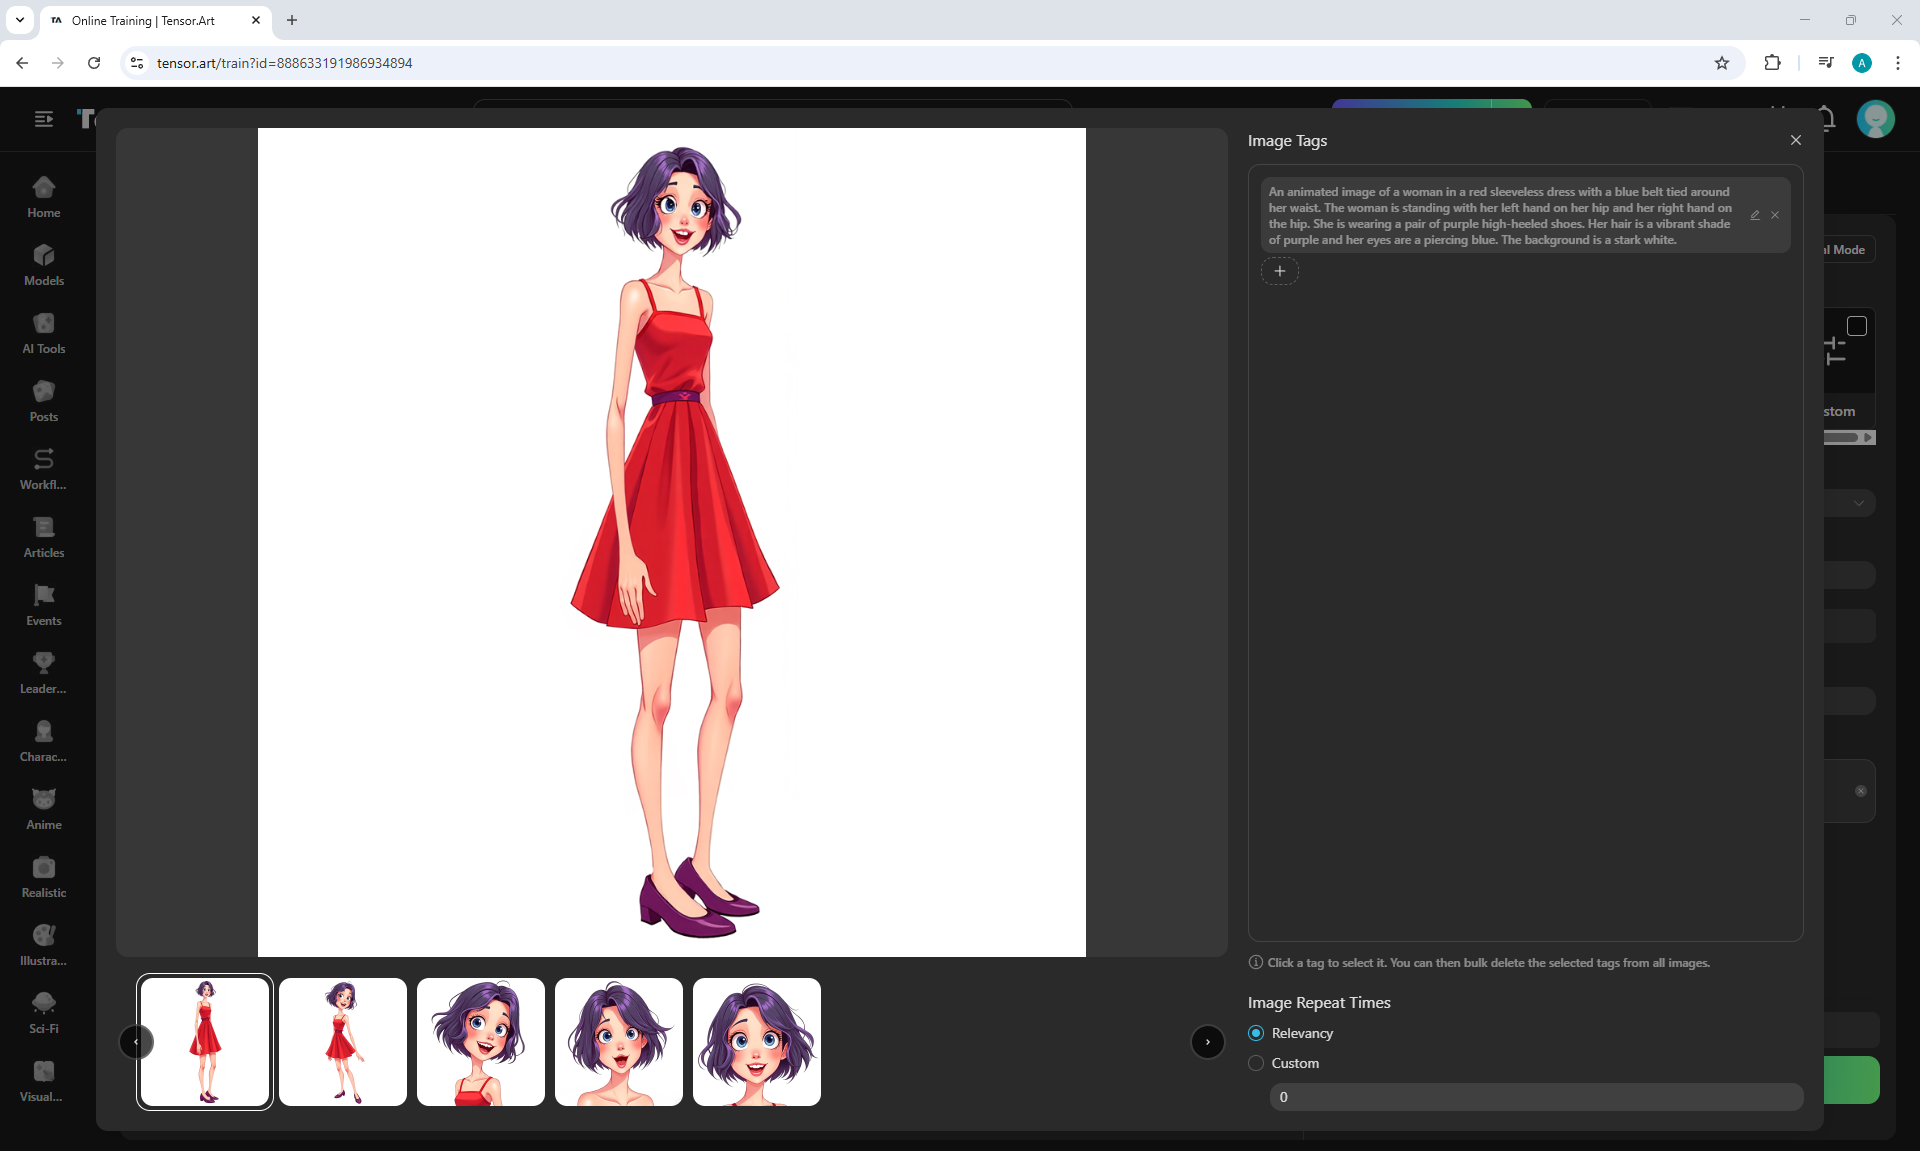 Online Training | Tensor.Art
tensor.art/train?id=888633191986934894
A
Home
Models
AI Tools
Posts
Workfl...
Articles
Events
Leader...
Charac...
Anime
Realistic
Illustra...
Sci-Fi
Visual...
Image Tags
An animated image of a woman in a red sleeveless dress with a blue belt tied around
her waist. The woman is standing with her left hand on her hip and her right hand on
the hip. She is wearing a pair of purple high-heeled shoes. Her hair is a vibrant shade
of purple and her eyes are a piercing blue. The background is a stark white.
Click a tag to select it. You can then bulk delete the selected tags from all images.
Image Repeat Times
Relevancy
Custom
0
al Mode
stom